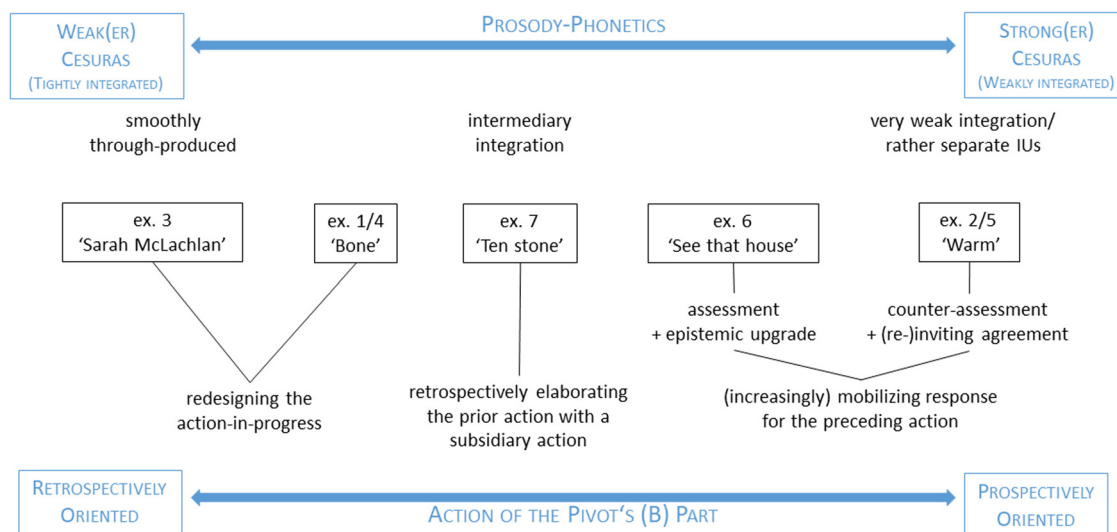 WEAK(ER)
CESURAS
(TIGHTLY INTEGRATED)
PROSODY-PHONETICS
STRONG(ER)
CESURAS
(WEAKLY INTEGRATED)
smoothly
through-produced
intermediary
integration
very weak integration/
rather separate IUs
ex. 3
‘Sarah McLachlan’
ex. 1/4
‘Bone’
ex. 7
‘Ten stone’
ex. 6
‘See that house’
ex. 2/5
‘Warm’
assessment
+ epistemic upgrade
counter-assessment
+ (re-)inviting agreement
redesigning the
action-in-progress
retrospectively elaborating
the prior action with a
subsidiary action
(increasingly) mobilizing response
for the preceding action
RETROSPECTIVELY
ORIENTED
ACTION OF THE PIVOT‘S (B) PART
PROSPECTIVELY
ORIENTED